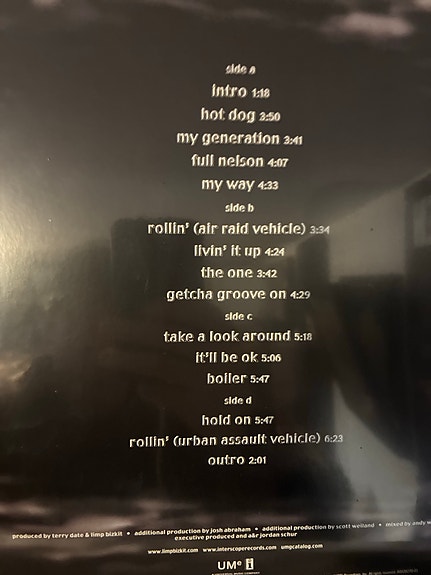 side a
intro 1:18
hot dog 3:50
my generation 3:41
full nelson 4:07
my way 4:33
side b
rollin' (air raid vehicle) 3:34
livin' it up 4:24
the one 3:42
getcha groove on 4:29
side c
take a look around 5:18
it'll be ok 5:06
boiler 5:47
side d
hold on 5:47
rollin' (urban assault vehicle) 6:23
outro 2:01
produced by terry date & limp bizkit • additional production by josh abraham • additional production by scott weiland • mixed by andy
executive produced and a&r jordan schur
www.limpbizkit.com www.interscoperecords.com umgcatalog.com
UMe i